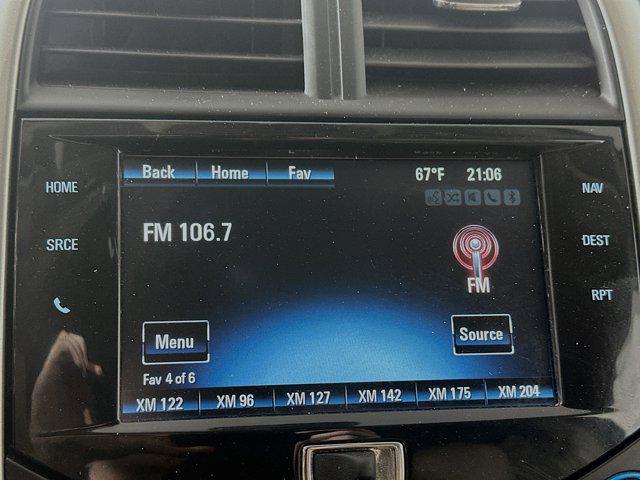 Back Home Fav 67°F 21:06
HOME NAV
FM 106.7
SRCE DEST
FM RPT
Menu Source
Fav 4 of 6
XM 122 XM 96 XM 127 XM 142 XM 175 XM 204